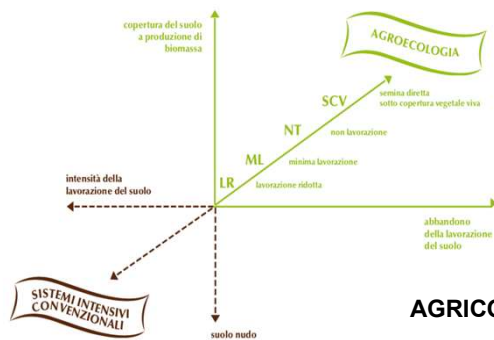 copertura del suolo
a produzione di
biomassa
AGROECOLOGIA
SCV
semina diretta
sotto copertura vegetale viva
NT
non lavorazione
ML
minima lavorazione
intensità della
lavorazione del suolo
LR
lavorazione ridotta
abbandono
della lavorazione
del suolo
SISTEMI INTENSIVI
CONVENZIONALI
AGRICO
suolo nudo